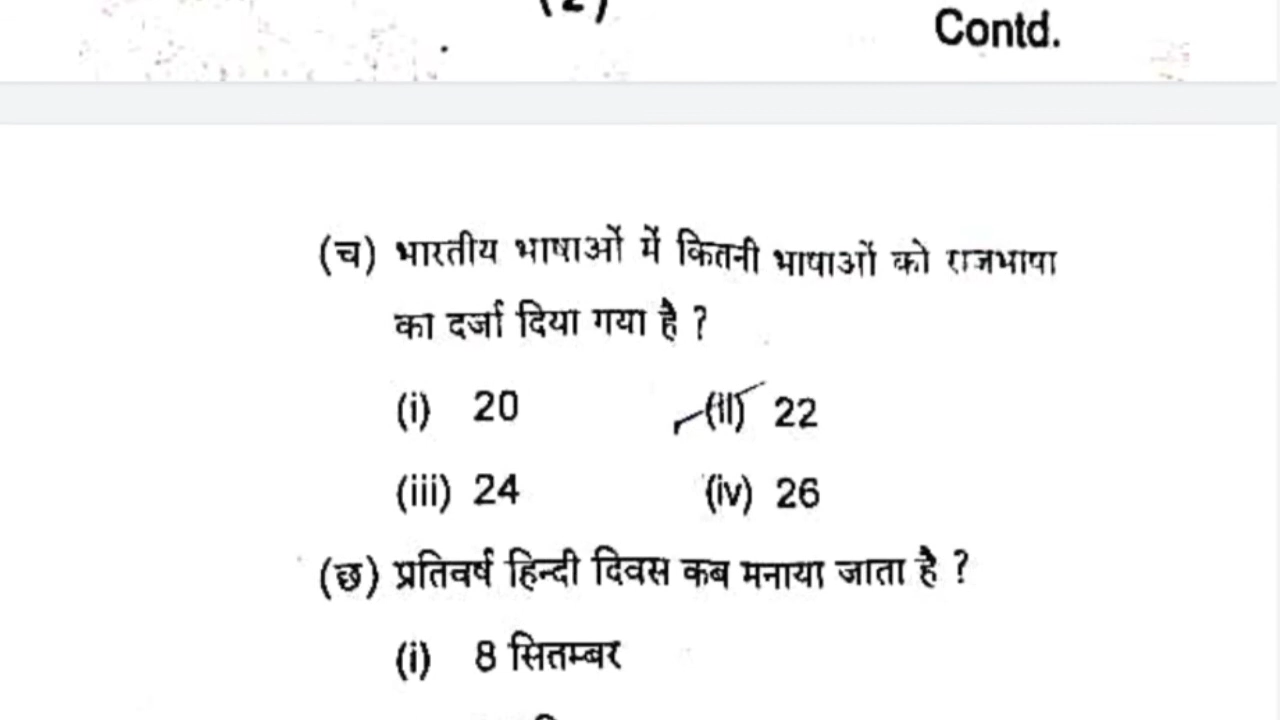 (2)
Contd.
(च) भारतीय भाषाओं में कितनी भाषाओं को राजभाषा
का दर्जा दिया गया है ?
(i) 20 (ii) 22
(iii) 24 (iv) 26
(छ) प्रतिवर्ष हिन्दी दिवस कब मनाया जाता है ?
(i) 8 सितम्बर